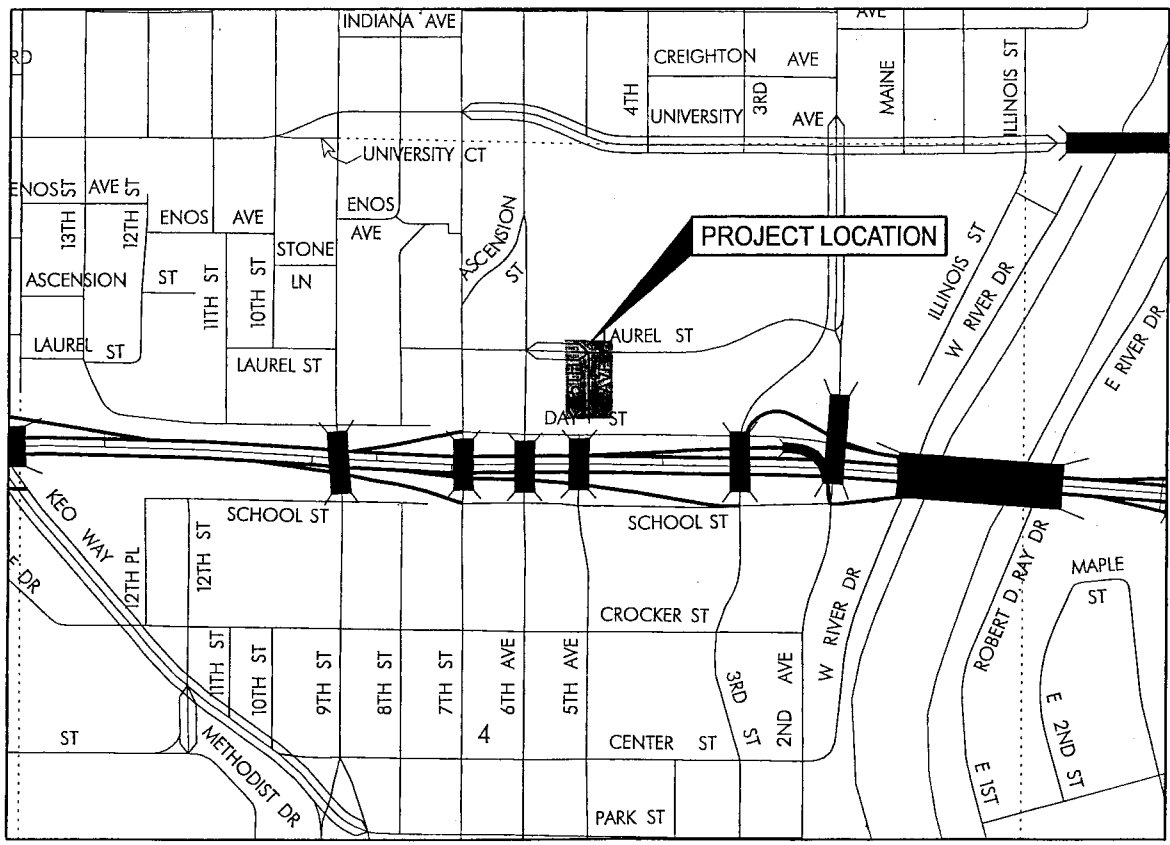 INDIANA AVE
AVE
RD
CREIGHTON AVE
4TH
UNIVERSITY AVE
3RD
MAINE
ILLINOIS ST
UNIVERSITY CT
ENOS AVE
13TH ST
12TH ST
ENOS AVE
ENOS AVE
STONE LN
ASCENSION ST
PROJECT LOCATION
ILLINOIS ST
W RIVER DR
E RIVER DR
ASCENSION ST
11TH ST
10TH ST
LAUREL ST
LAUREL ST
LAUREL ST
DAY ST
KEO WAY
SCHOOL ST
SCHOOL ST
E DR
12TH PL
12TH ST
CROCKER ST
W RIVER DR
ROBERT D. RAY DR
MAPLE ST
11TH ST
10TH ST
9TH ST
8TH ST
7TH ST
6TH AVE
5TH AVE
3RD ST
2ND AVE
4
ST
METHODIST DR
CENTER ST
E 1ST
E 2ND ST
PARK ST